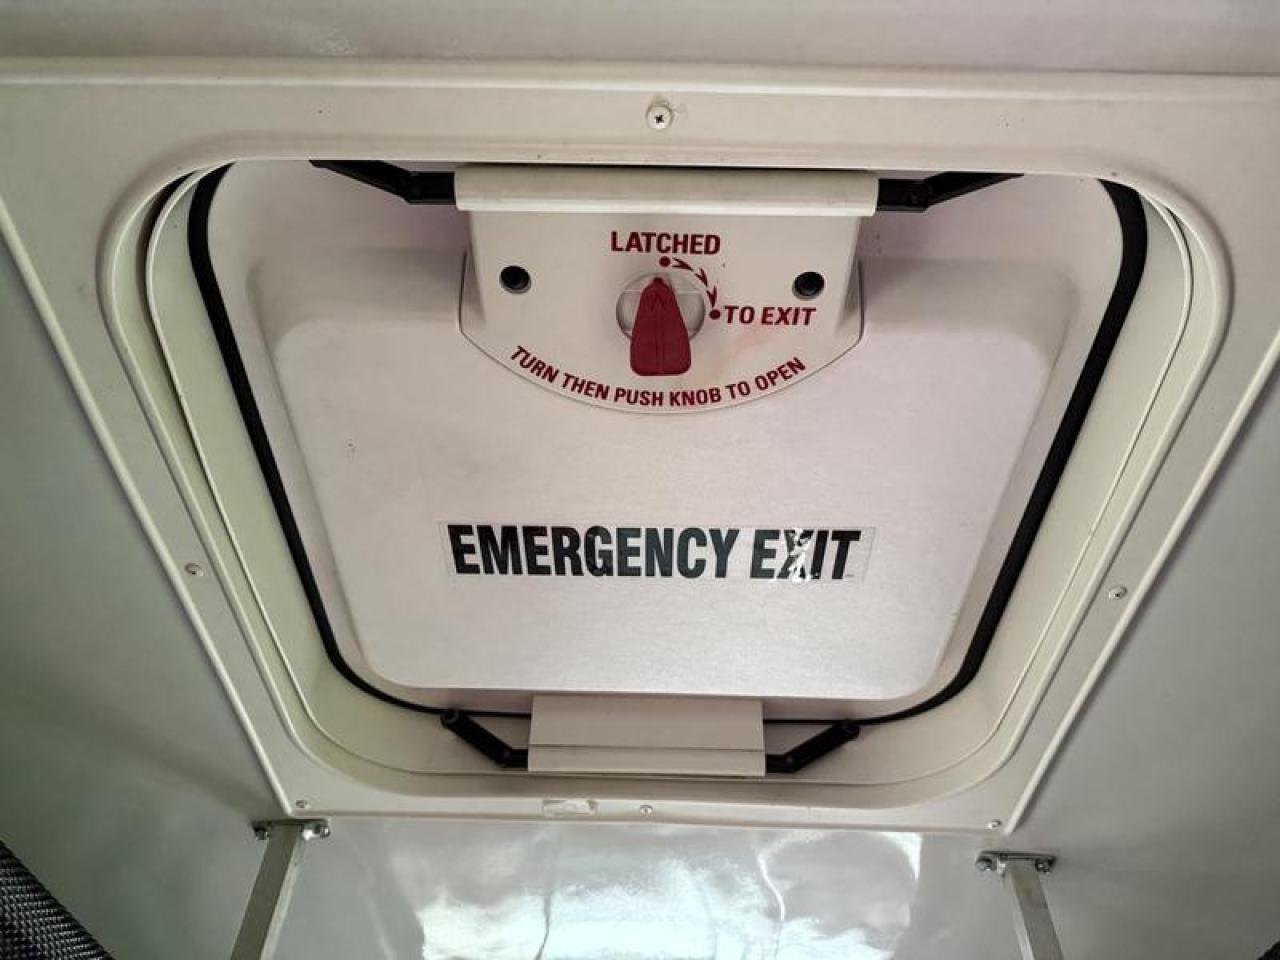 LATCHED
TO EXIT
TURN THEN PUSH KNOB TO OPEN
EMERGENCY EXIT